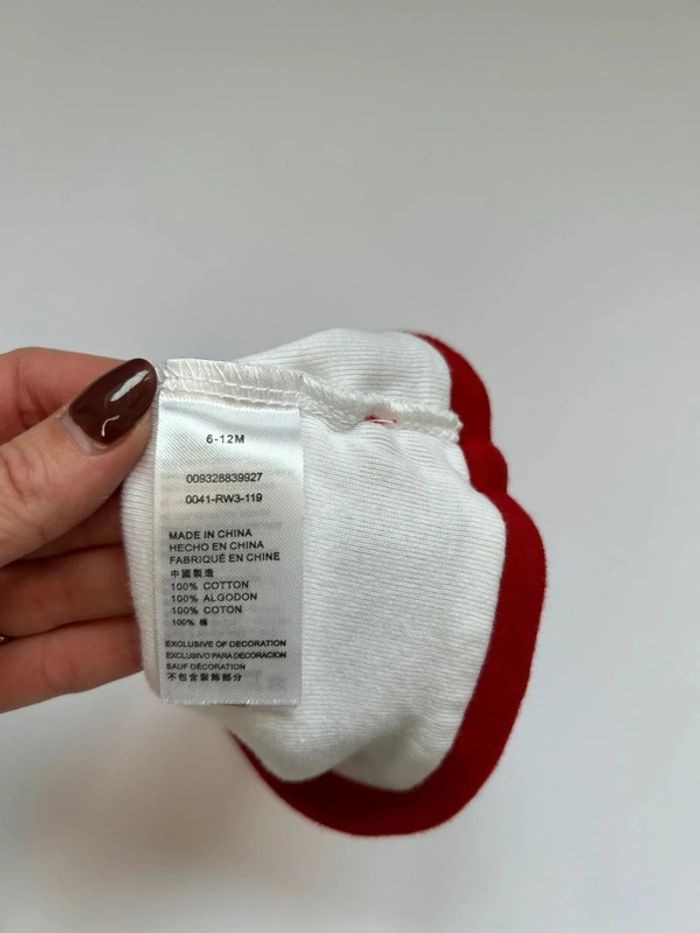 6-12M
009328839927
0041-RW3-119
MADE IN CHINA
HECHO EN CHINA
FABRIQUÉ EN CHINE
中國製造
100% COTTON
100% ALGODON
100% COTON
100% 棉
EXCLUSIVE OF DECORATION
EXCLUSIVO PARA DECORACION
SAUF DÉCORATION
不包含裝飾部分